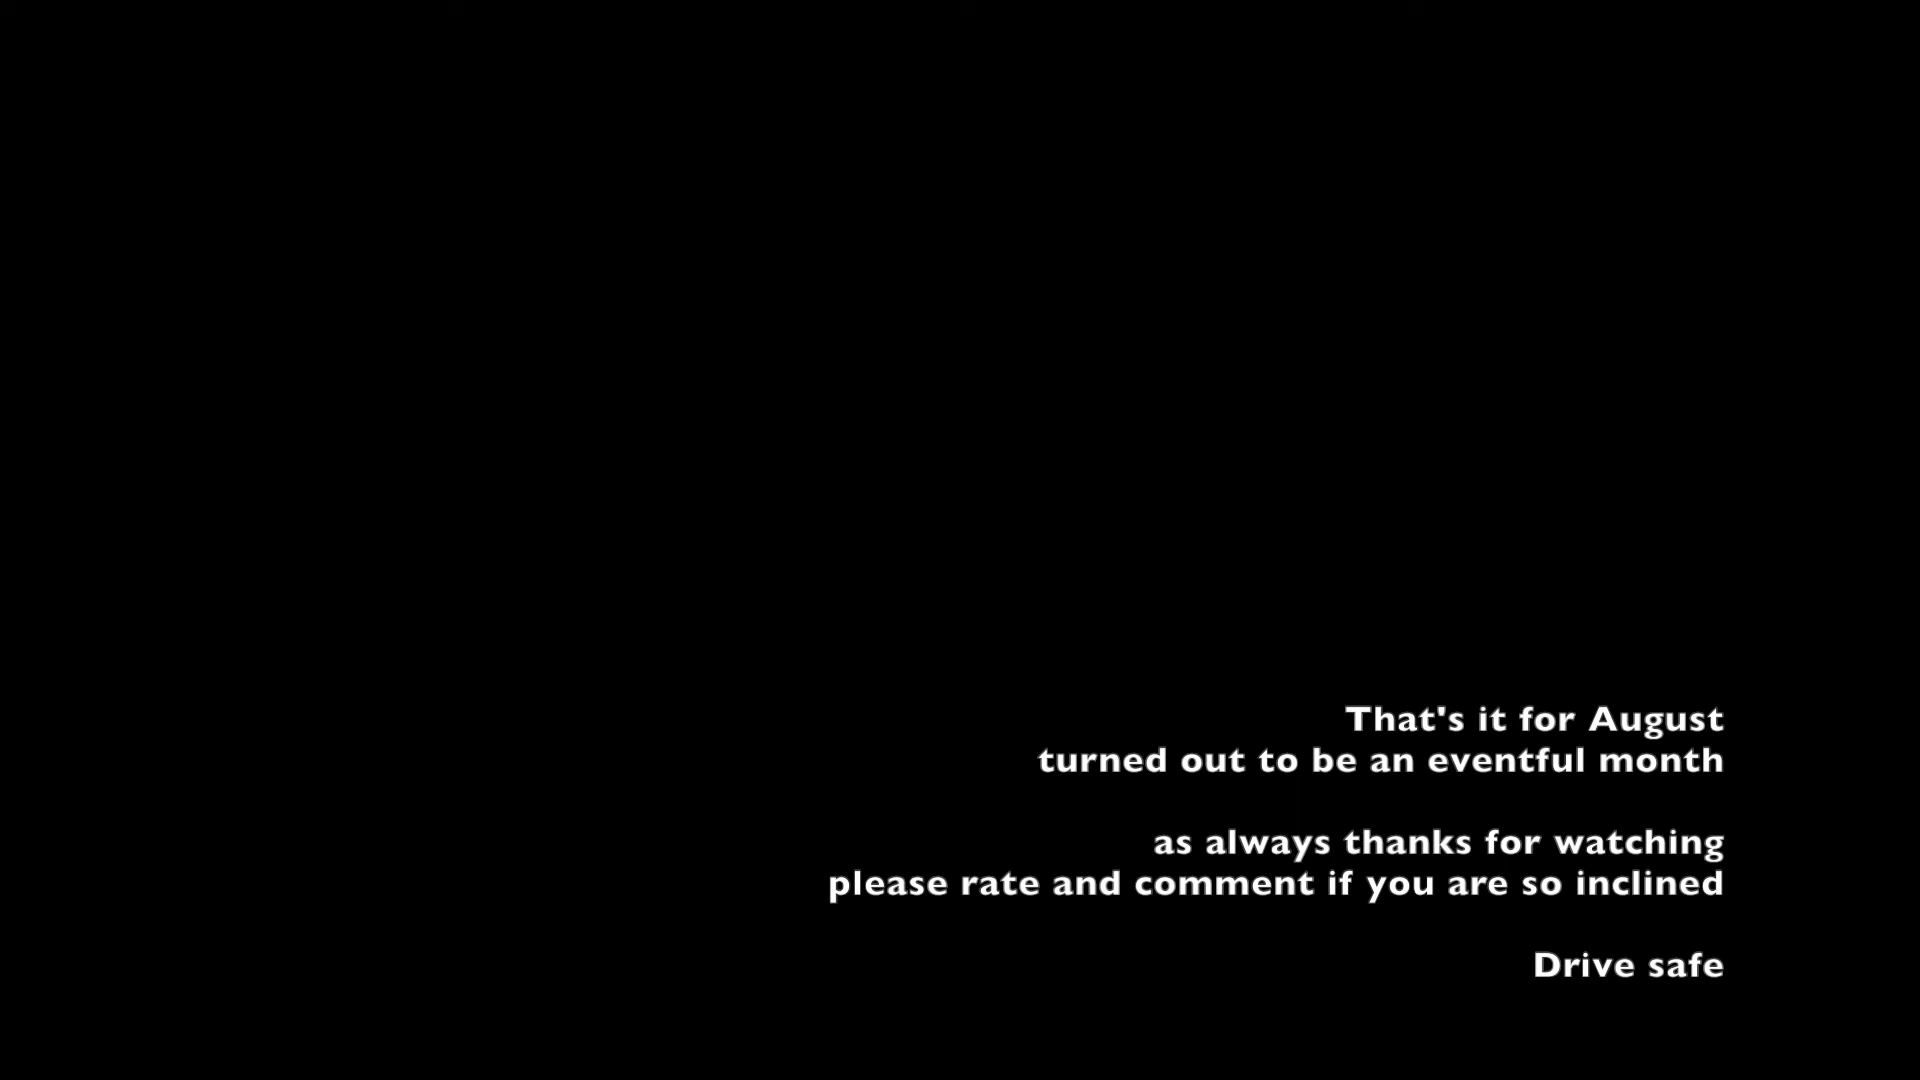 That's it for August
turned out to be an eventful month
as always thanks for watching
please rate and comment if you are so inclined
Drive safe